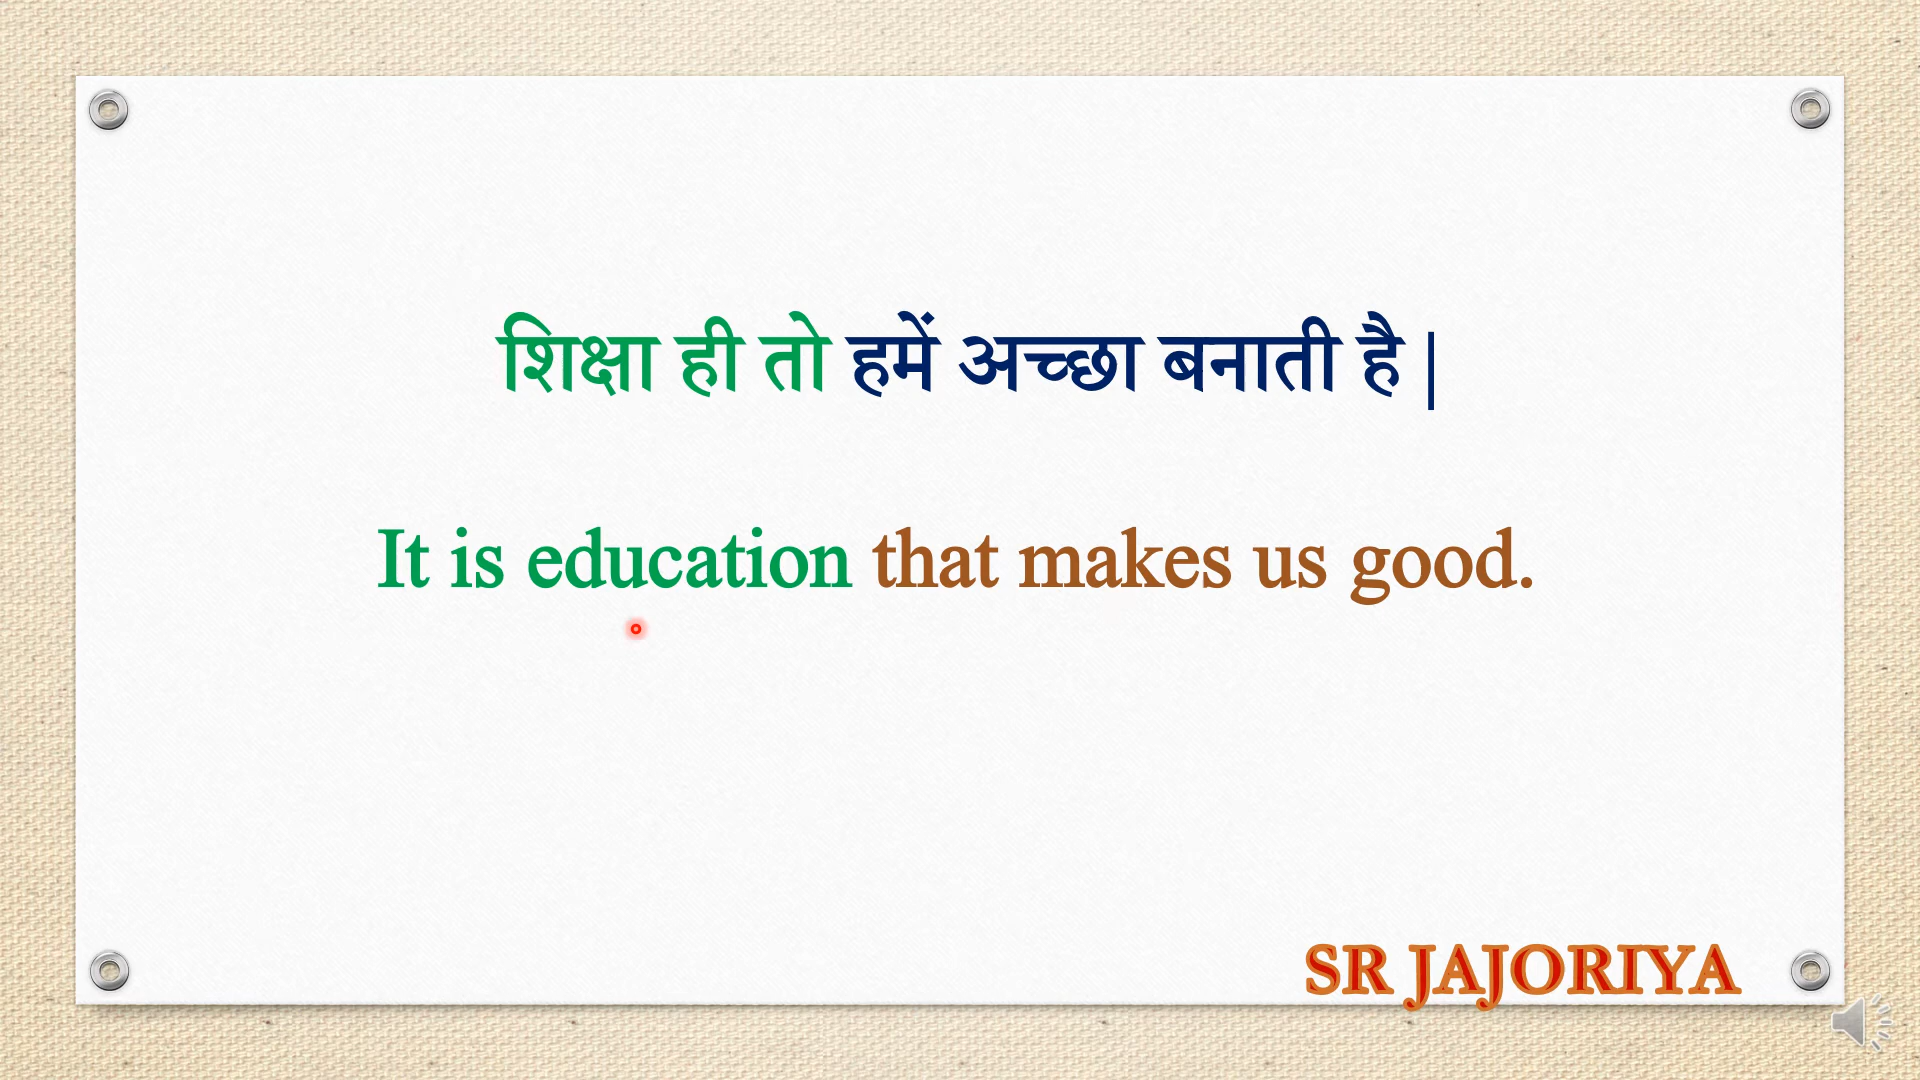 शिक्षा ही तो हमें अच्छा बनाती है |
It is education that makes us good.
SR JAJORIYA